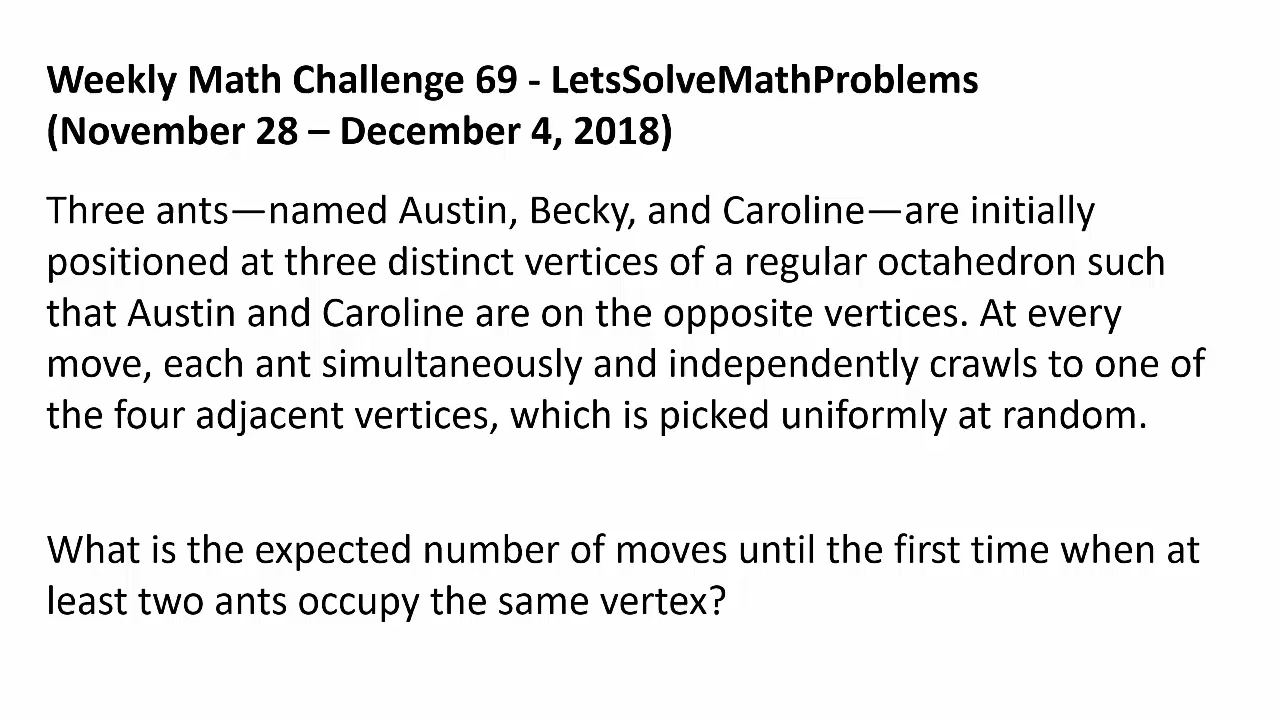 Weekly Math Challenge 69 - LetsSolveMathProblems
(November 28 – December 4, 2018)
Three ants—named Austin, Becky, and Caroline—are initially
positioned at three distinct vertices of a regular octahedron such
that Austin and Caroline are on the opposite vertices. At every
move, each ant simultaneously and independently crawls to one of
the four adjacent vertices, which is picked uniformly at random.
What is the expected number of moves until the first time when at
least two ants occupy the same vertex?